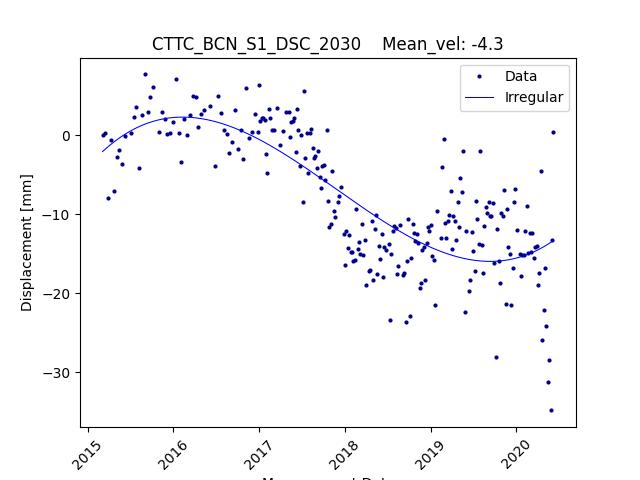 CTTC_BCN_S1_DSC_2030 Mean_vel: -4.3
Data
Irregular
Displacement [mm]
0
−10
−20
−30
2015
2016
2017
2018
2019
2020